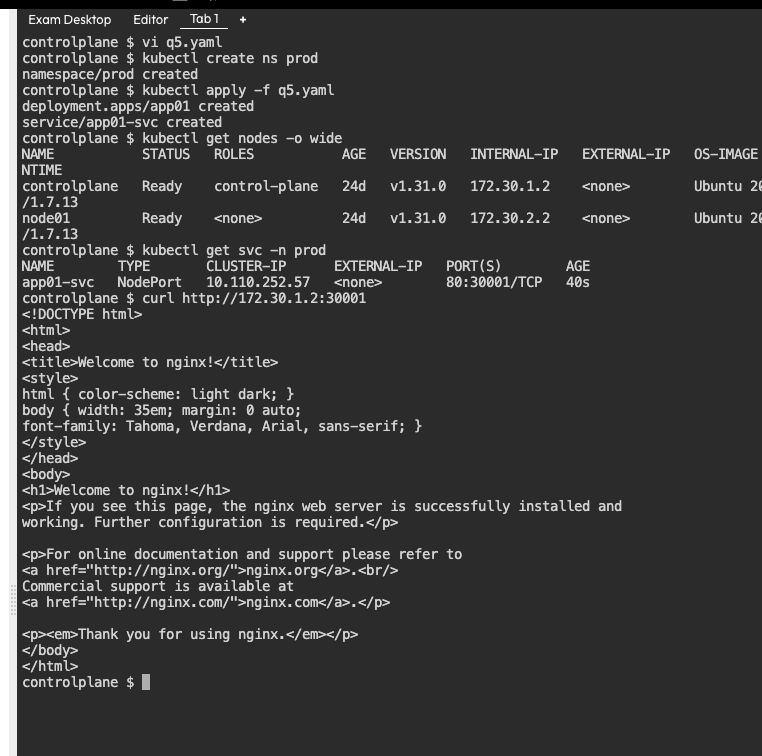 Exam Desktop Editor Tab 1 +
controlplane $ vi q5.yaml
controlplane $ kubectl create ns prod
namespace/prod created
controlplane $ kubectl apply -f q5.yaml
deployment.apps/app01 created
service/app01-svc created
controlplane $ kubectl get nodes -o wide
NAME STATUS ROLES AGE VERSION INTERNAL-IP EXTERNAL-IP OS-IMAGE
NTIME
controlplane Ready control-plane 24d v1.31.0 172.30.1.2 <none> Ubuntu 20
/1.7.13
node01 Ready <none> 24d v1.31.0 172.30.2.2 <none> Ubuntu 20
/1.7.13
controlplane $ kubectl get svc -n prod
NAME TYPE CLUSTER-IP EXTERNAL-IP PORT(S) AGE
app01-svc NodePort 10.110.252.57 <none> 80:30001/TCP 40s
controlplane $ curl http://172.30.1.2:30001
<!DOCTYPE html>
<html>
<head>
<title>Welcome to nginx!</title>
<style>
html { color-scheme: light dark; }
body { width: 35em; margin: 0 auto;
font-family: Tahoma, Verdana, Arial, sans-serif; }
</style>
</head>
<body>
<h1>Welcome to nginx!</h1>
<p>If you see this page, the nginx web server is successfully installed and
working. Further configuration is required.</p>
<p>For online documentation and support please refer to
<a href="http://nginx.org/">nginx.org</a>.<br/>
Commercial support is available at
<a href="http://nginx.com/">nginx.com</a>.</p>
<p><em>Thank you for using nginx.</em></p>
</body>
</html>
controlplane $